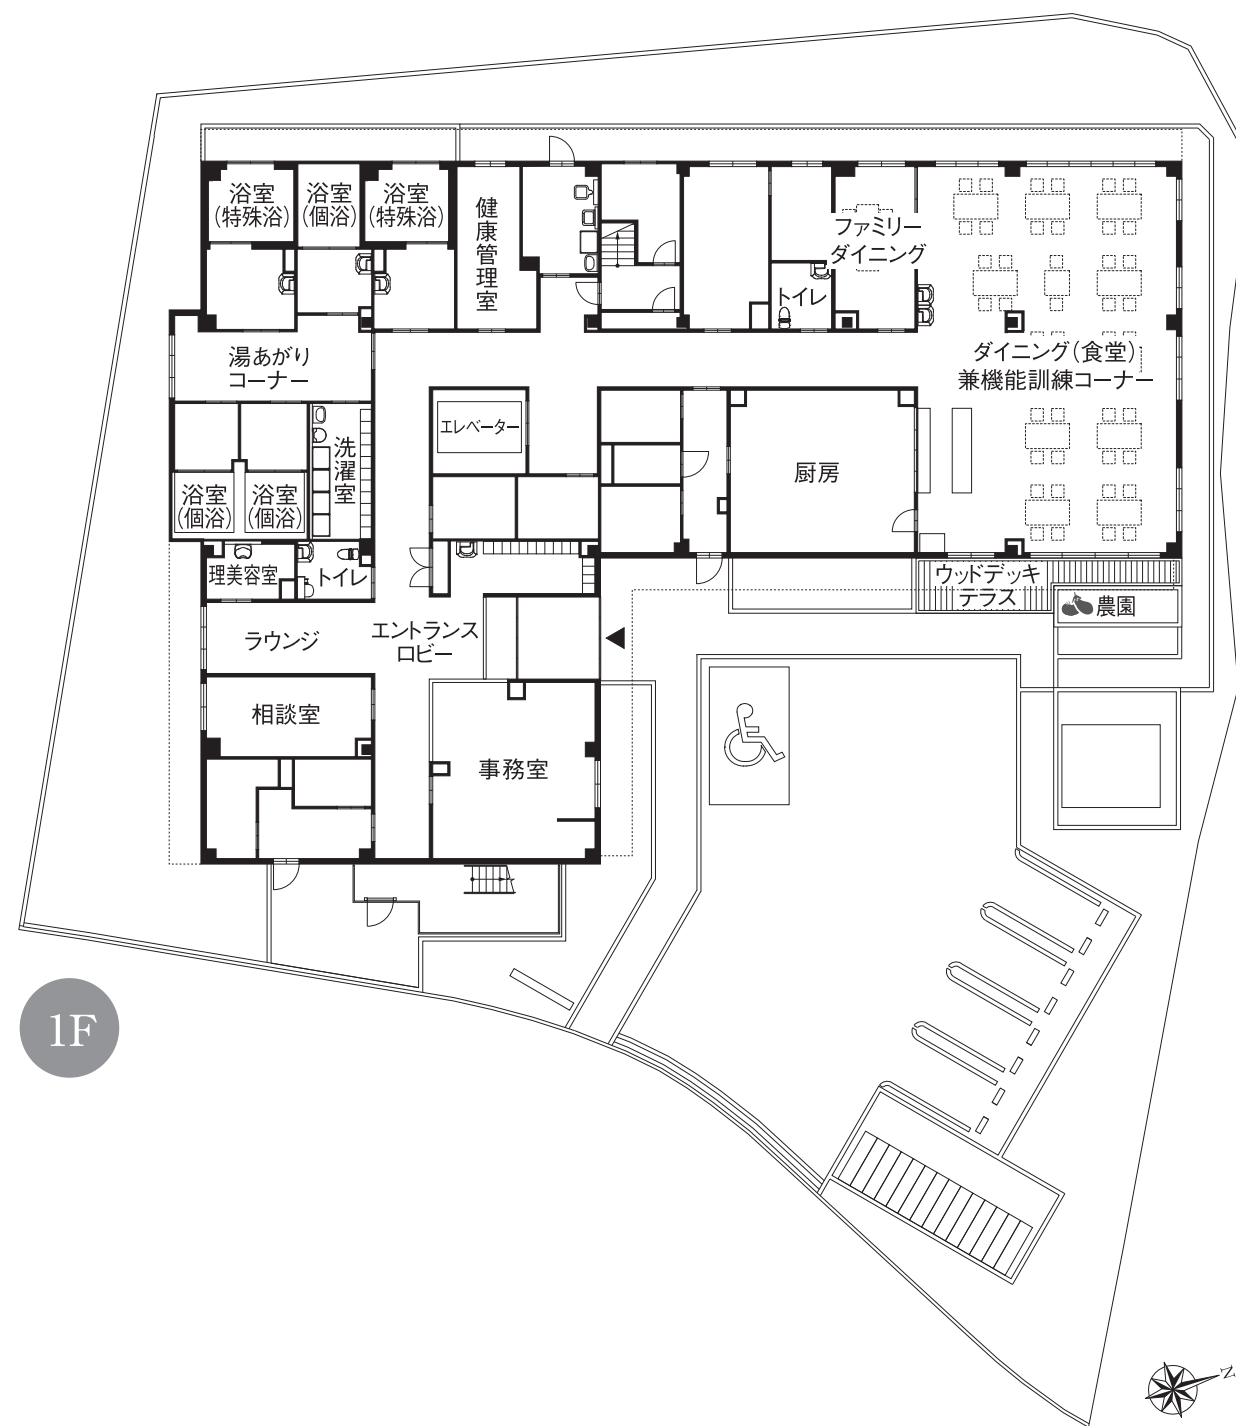 浴室
(特殊浴)
浴室
(個浴)
浴室
(特殊浴)
健康管理室
ファミリー
ダイニング
トイレ
湯あがり
コーナー
ダイニング(食堂)
兼機能訓練コーナー
エレベーター
洗濯室
厨房
浴室
(個浴)
浴室
(個浴)
理美容室
トイレ
ウッドデッキ
テラス
農園
ラウンジ
エントランス
ロビー
相談室
事務室
1F
N